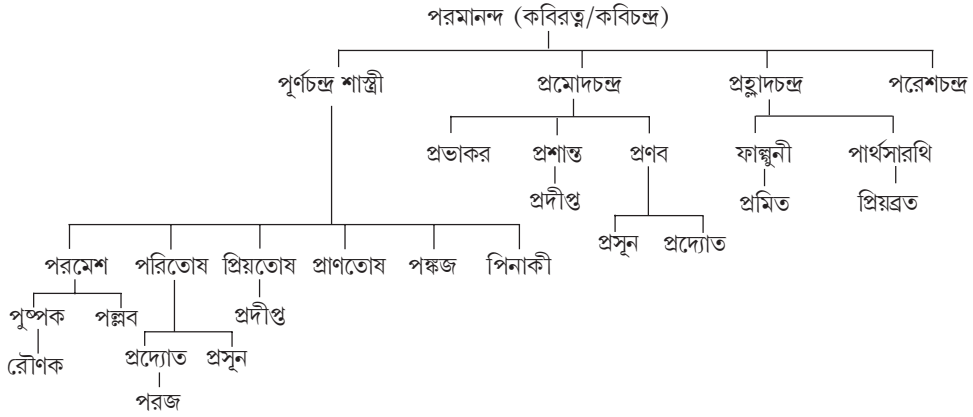 পরমানন্দ (কবিরত্ন/কবিচন্দ্র)
পূর্ণচন্দ্র শাস্ত্রী প্রমোদচন্দ্র প্রহ্লাদচন্দ্র পরেশচন্দ্র
প্রভাকর প্রশান্ত প্রণব ফাল্গুনী পার্থসারথি
প্রদীপ্ত প্রমিত প্রিয়ব্রত
প্রসূন প্রদ্যোত
পরমেশ পরিতোষ প্রিয়তোষ প্রাণতোষ পঙ্কজ পিনাকী
পুষ্পক পল্লব প্রদীপ্ত
রৌণক প্রদ্যোত প্রসূন
পরজ